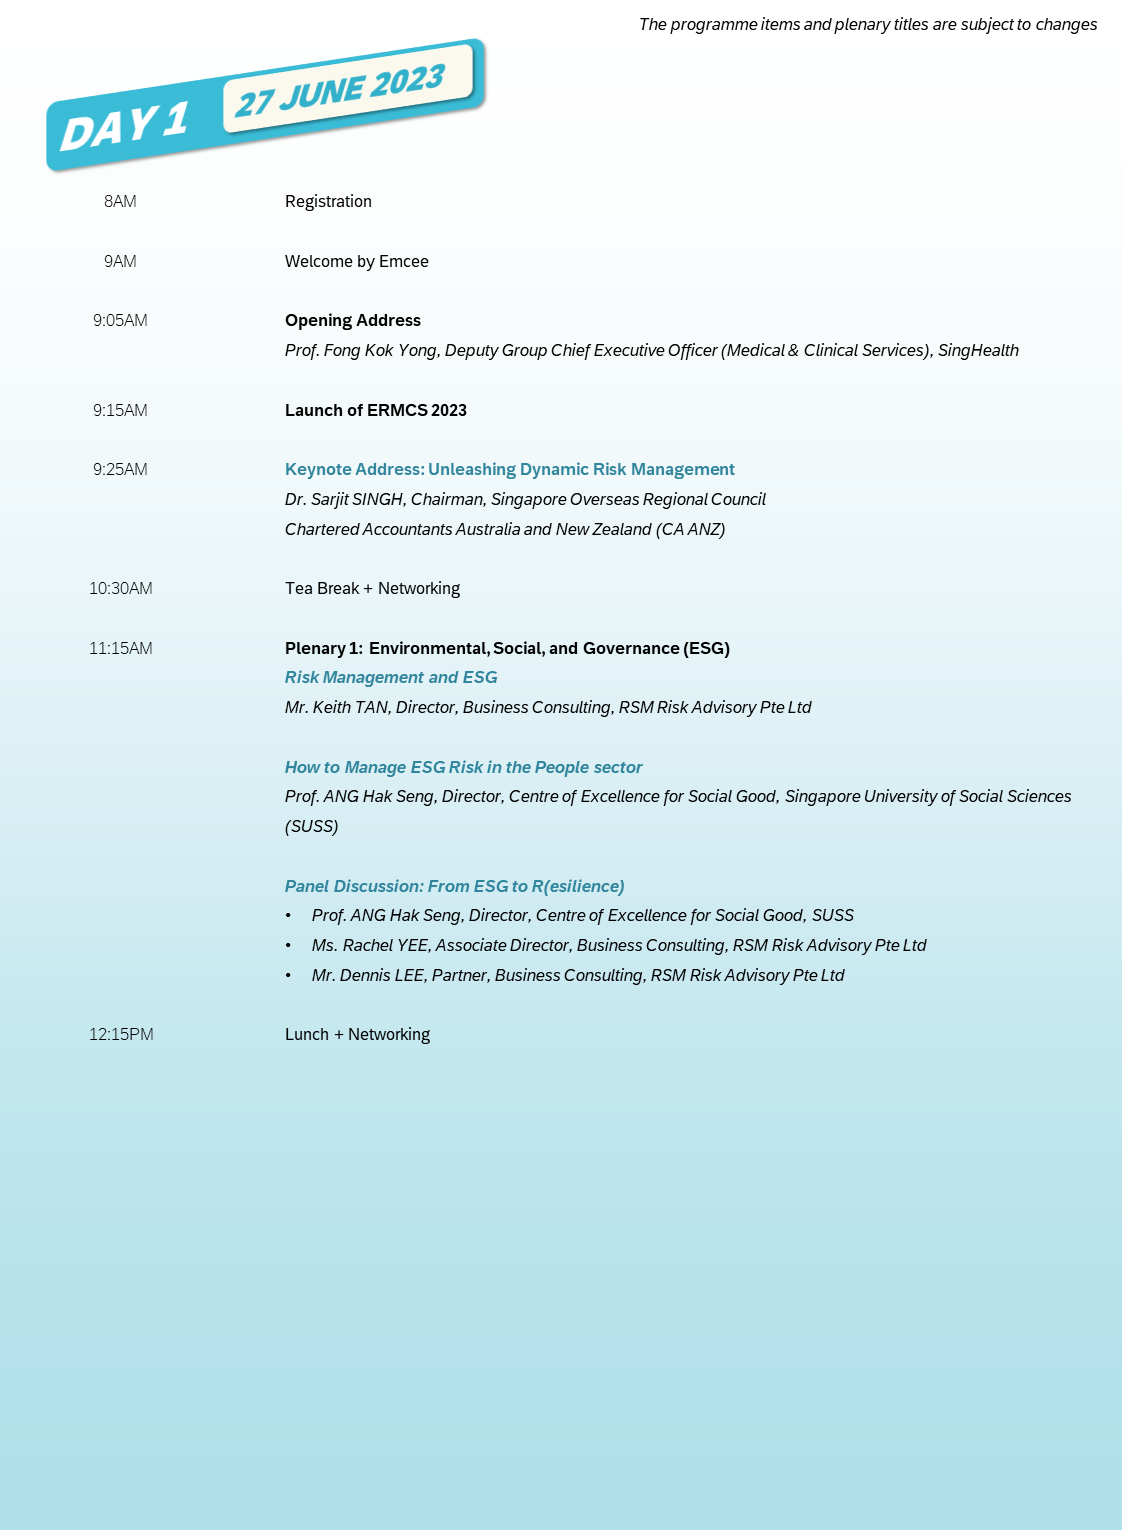 The programme items and plenary titles are subject to changes
DAY 1 27 JUNE 2023
8AM Registration
9AM Welcome by Emcee
9:05AM Opening Address
Prof. Fong Kok Yong, Deputy Group Chief Executive Officer (Medical & Clinical Services), SingHealth
9:15AM Launch of ERMCS 2023
9:25AM Keynote Address: Unleashing Dynamic Risk Management
Dr. Sarjit SINGH, Chairman, Singapore Overseas Regional Council
Chartered Accountants Australia and New Zealand (CA ANZ)
10:30AM Tea Break + Networking
11:15AM Plenary 1: Environmental, Social, and Governance (ESG)
Risk Management and ESG
Mr. Keith TAN, Director, Business Consulting, RSM Risk Advisory Pte Ltd
How to Manage ESG Risk in the People sector
Prof. ANG Hak Seng, Director, Centre of Excellence for Social Good, Singapore University of Social Sciences
(SUSS)
Panel Discussion: From ESG to R(esilience)
• Prof. ANG Hak Seng, Director, Centre of Excellence for Social Good, SUSS
• Ms. Rachel YEE, Associate Director, Business Consulting, RSM Risk Advisory Pte Ltd
• Mr. Dennis LEE, Partner, Business Consulting, RSM Risk Advisory Pte Ltd
12:15PM Lunch + Networking